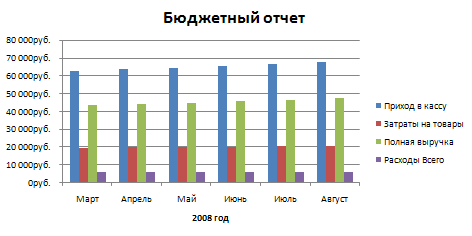 Бюджетный отчет
80 000руб.
70 000руб.
60 000руб.
50 000руб.
40 000руб.
30 000руб.
20 000руб.
10 000руб.
0руб.
Март Апрель Май Июнь Июль Август
2008 год
Приход в кассу
Затраты на товары
Полная выручка
Расходы Всего